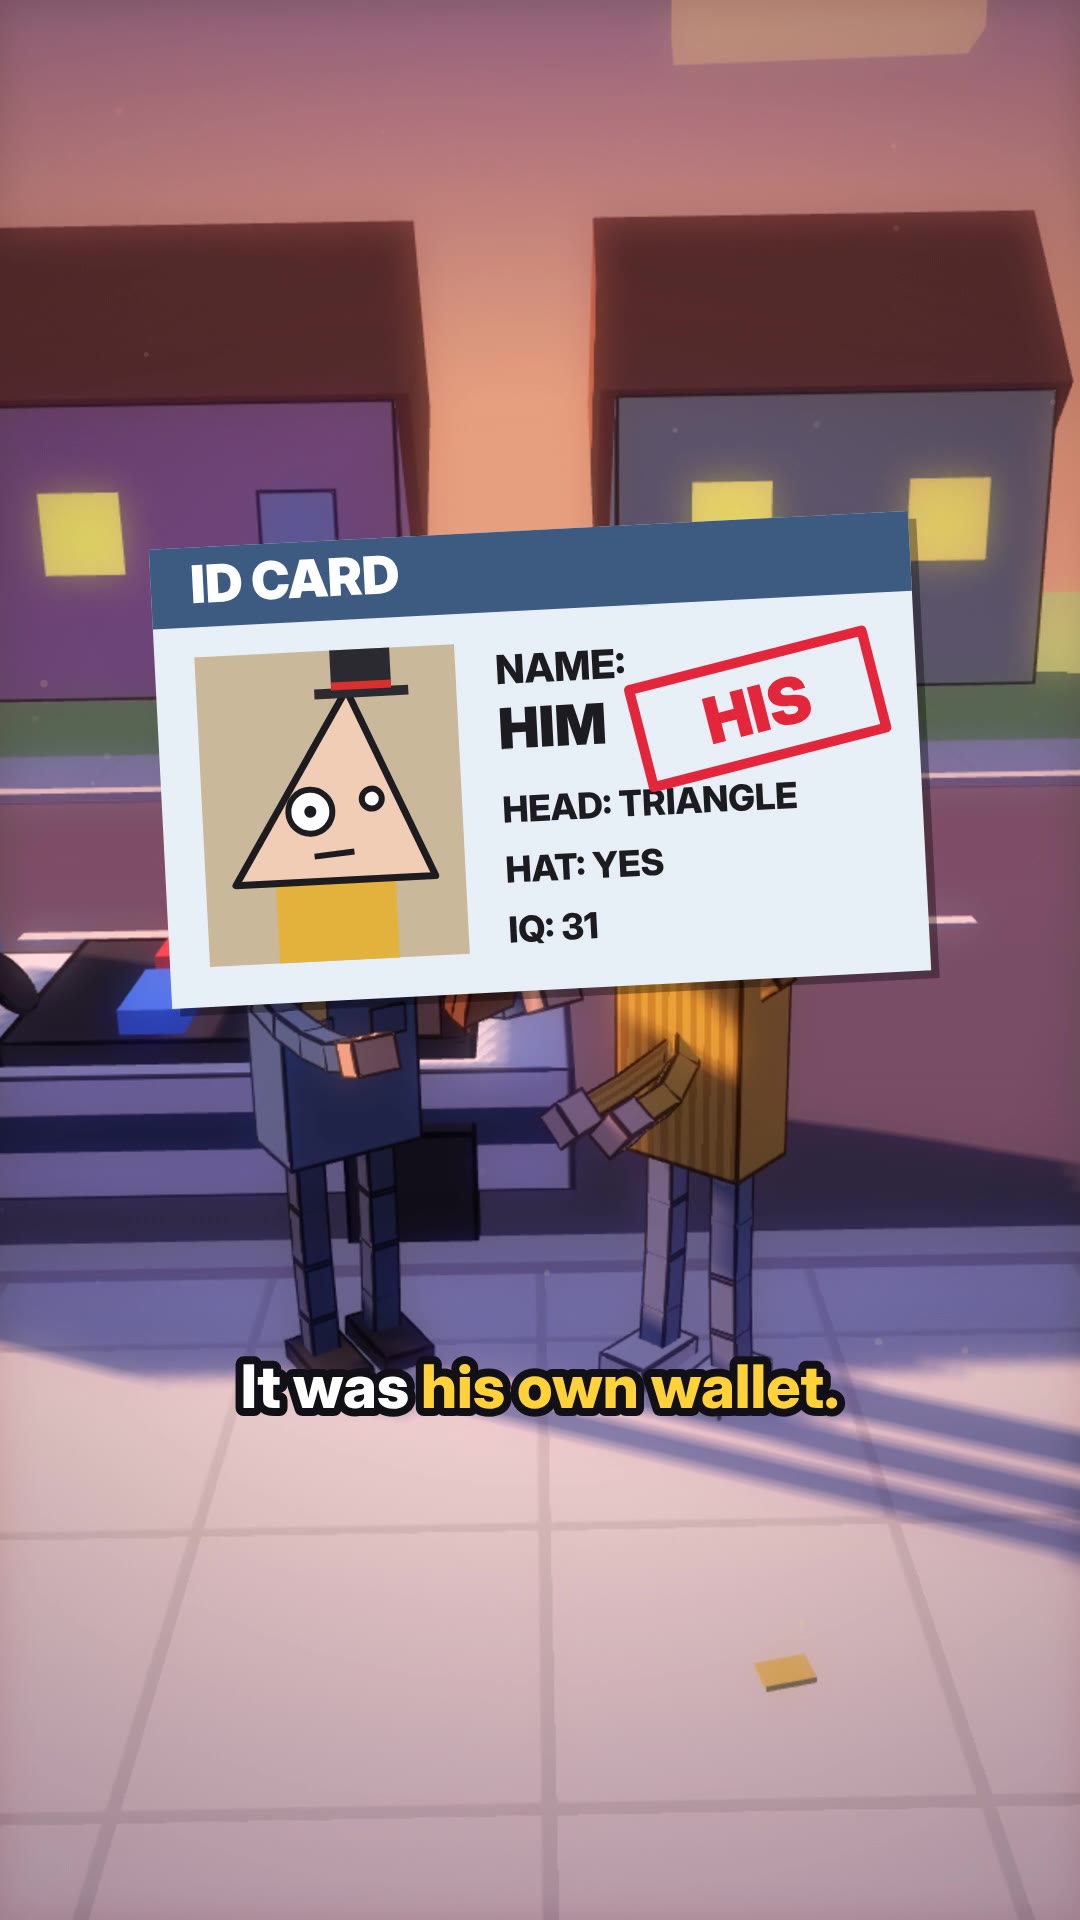 ID CARD
NAME:
HIM
HIS
HEAD: TRIANGLE
HAT: YES
IQ: 31
It was his own wallet.